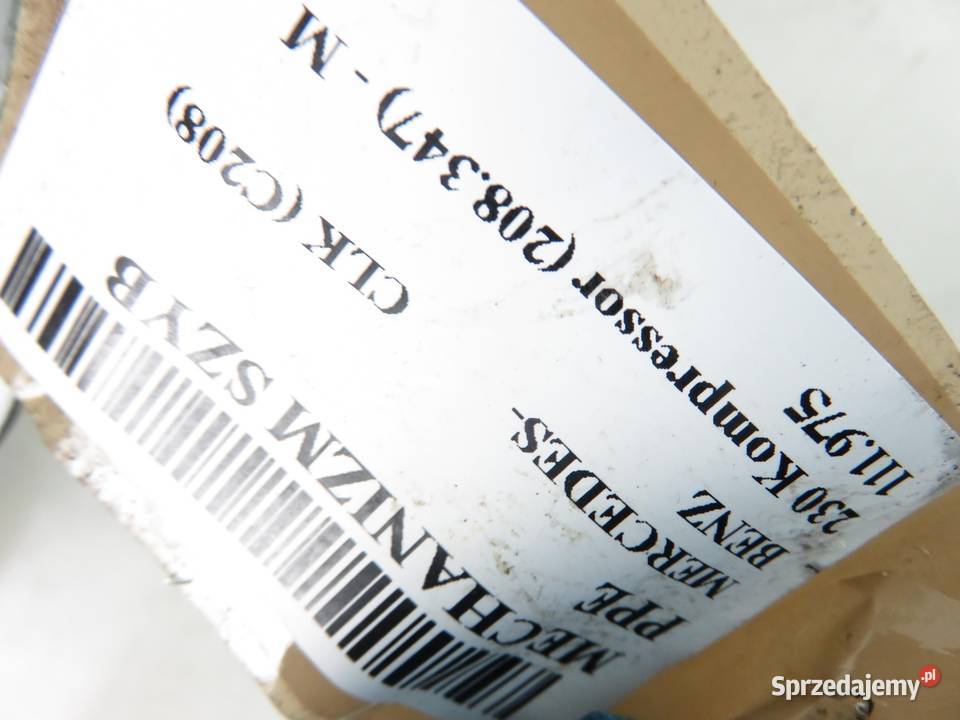 MECHANIZM SZYB
PPE
MERCEDES-
BENZ
CLK (C208)
230 Kompressor (208.347) - M
111.975
Sprzedajemy.pl